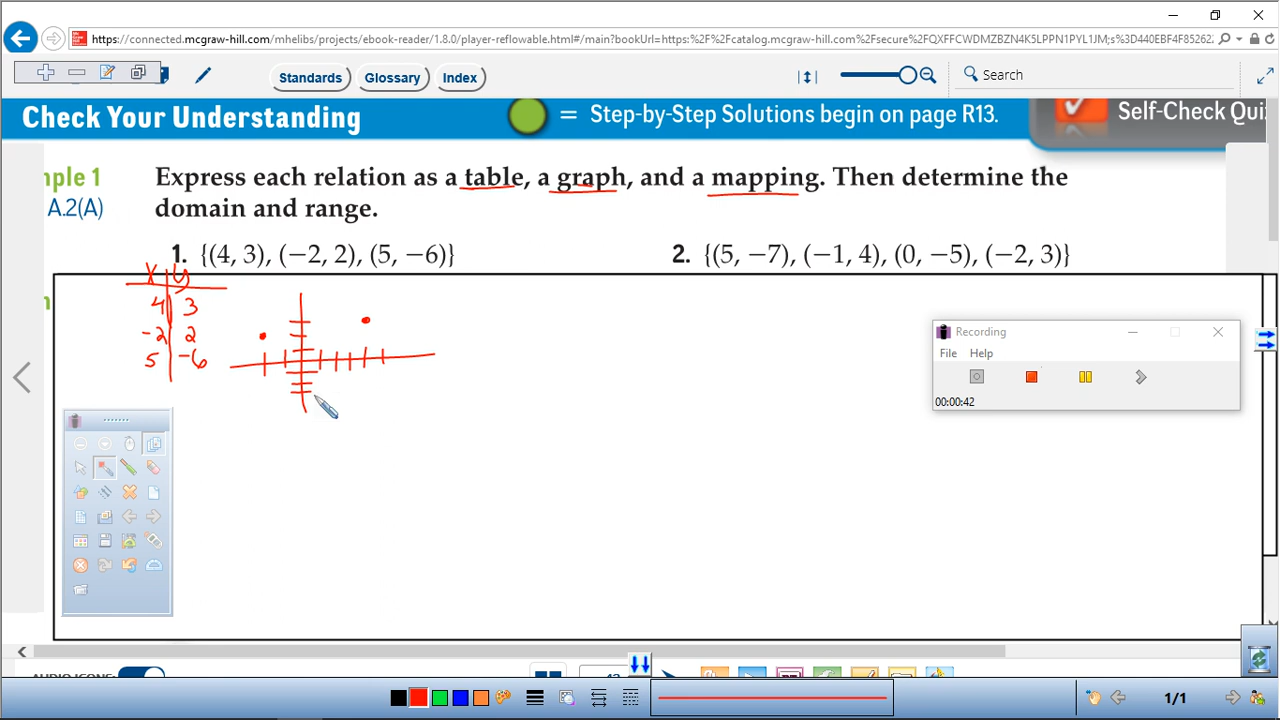 https://connected.mcgraw-hill.com/mhelibs/projects/ebook-reader/1.8.0/player-reflowable.html#/main?bookUrl=https:%2F%2Fcatalog.mcgraw-hill.com%2Fsecure%2FQXFFCWDMZBZN4K5LPPN1PYL1JM;s%3D440EBF4F85262
Standards
Glossary
Index
Search
Check Your Understanding
= Step-by-Step Solutions begin on page R13.
Self-Check Qui
mple 1
A.2(A)
Express each relation as a table, a graph, and a mapping. Then determine the
domain and range.
1. {(4, 3), (−2, 2), (5, −6)}
2. {(5, −7), (−1, 4), (0, −5), (−2, 3)}
x y
4 3
-2 2
5 -6
Recording
File Help
00:00:42
AUDIO ICONS:
1/1